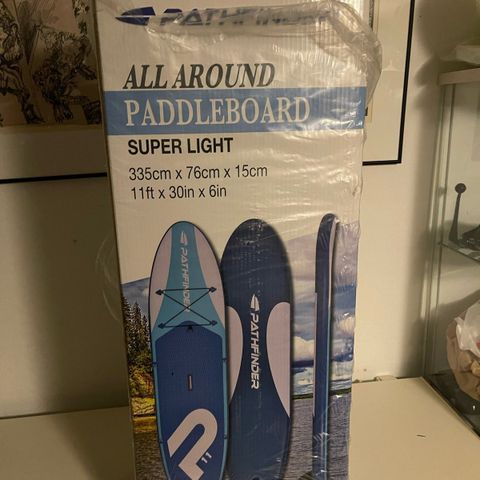 PATHFINDER
ALL AROUND
PADDLEBOARD
SUPER LIGHT
335cm x 76cm x 15cm
11ft x 30in x 6in
PATHFINDER
PATHFINDER